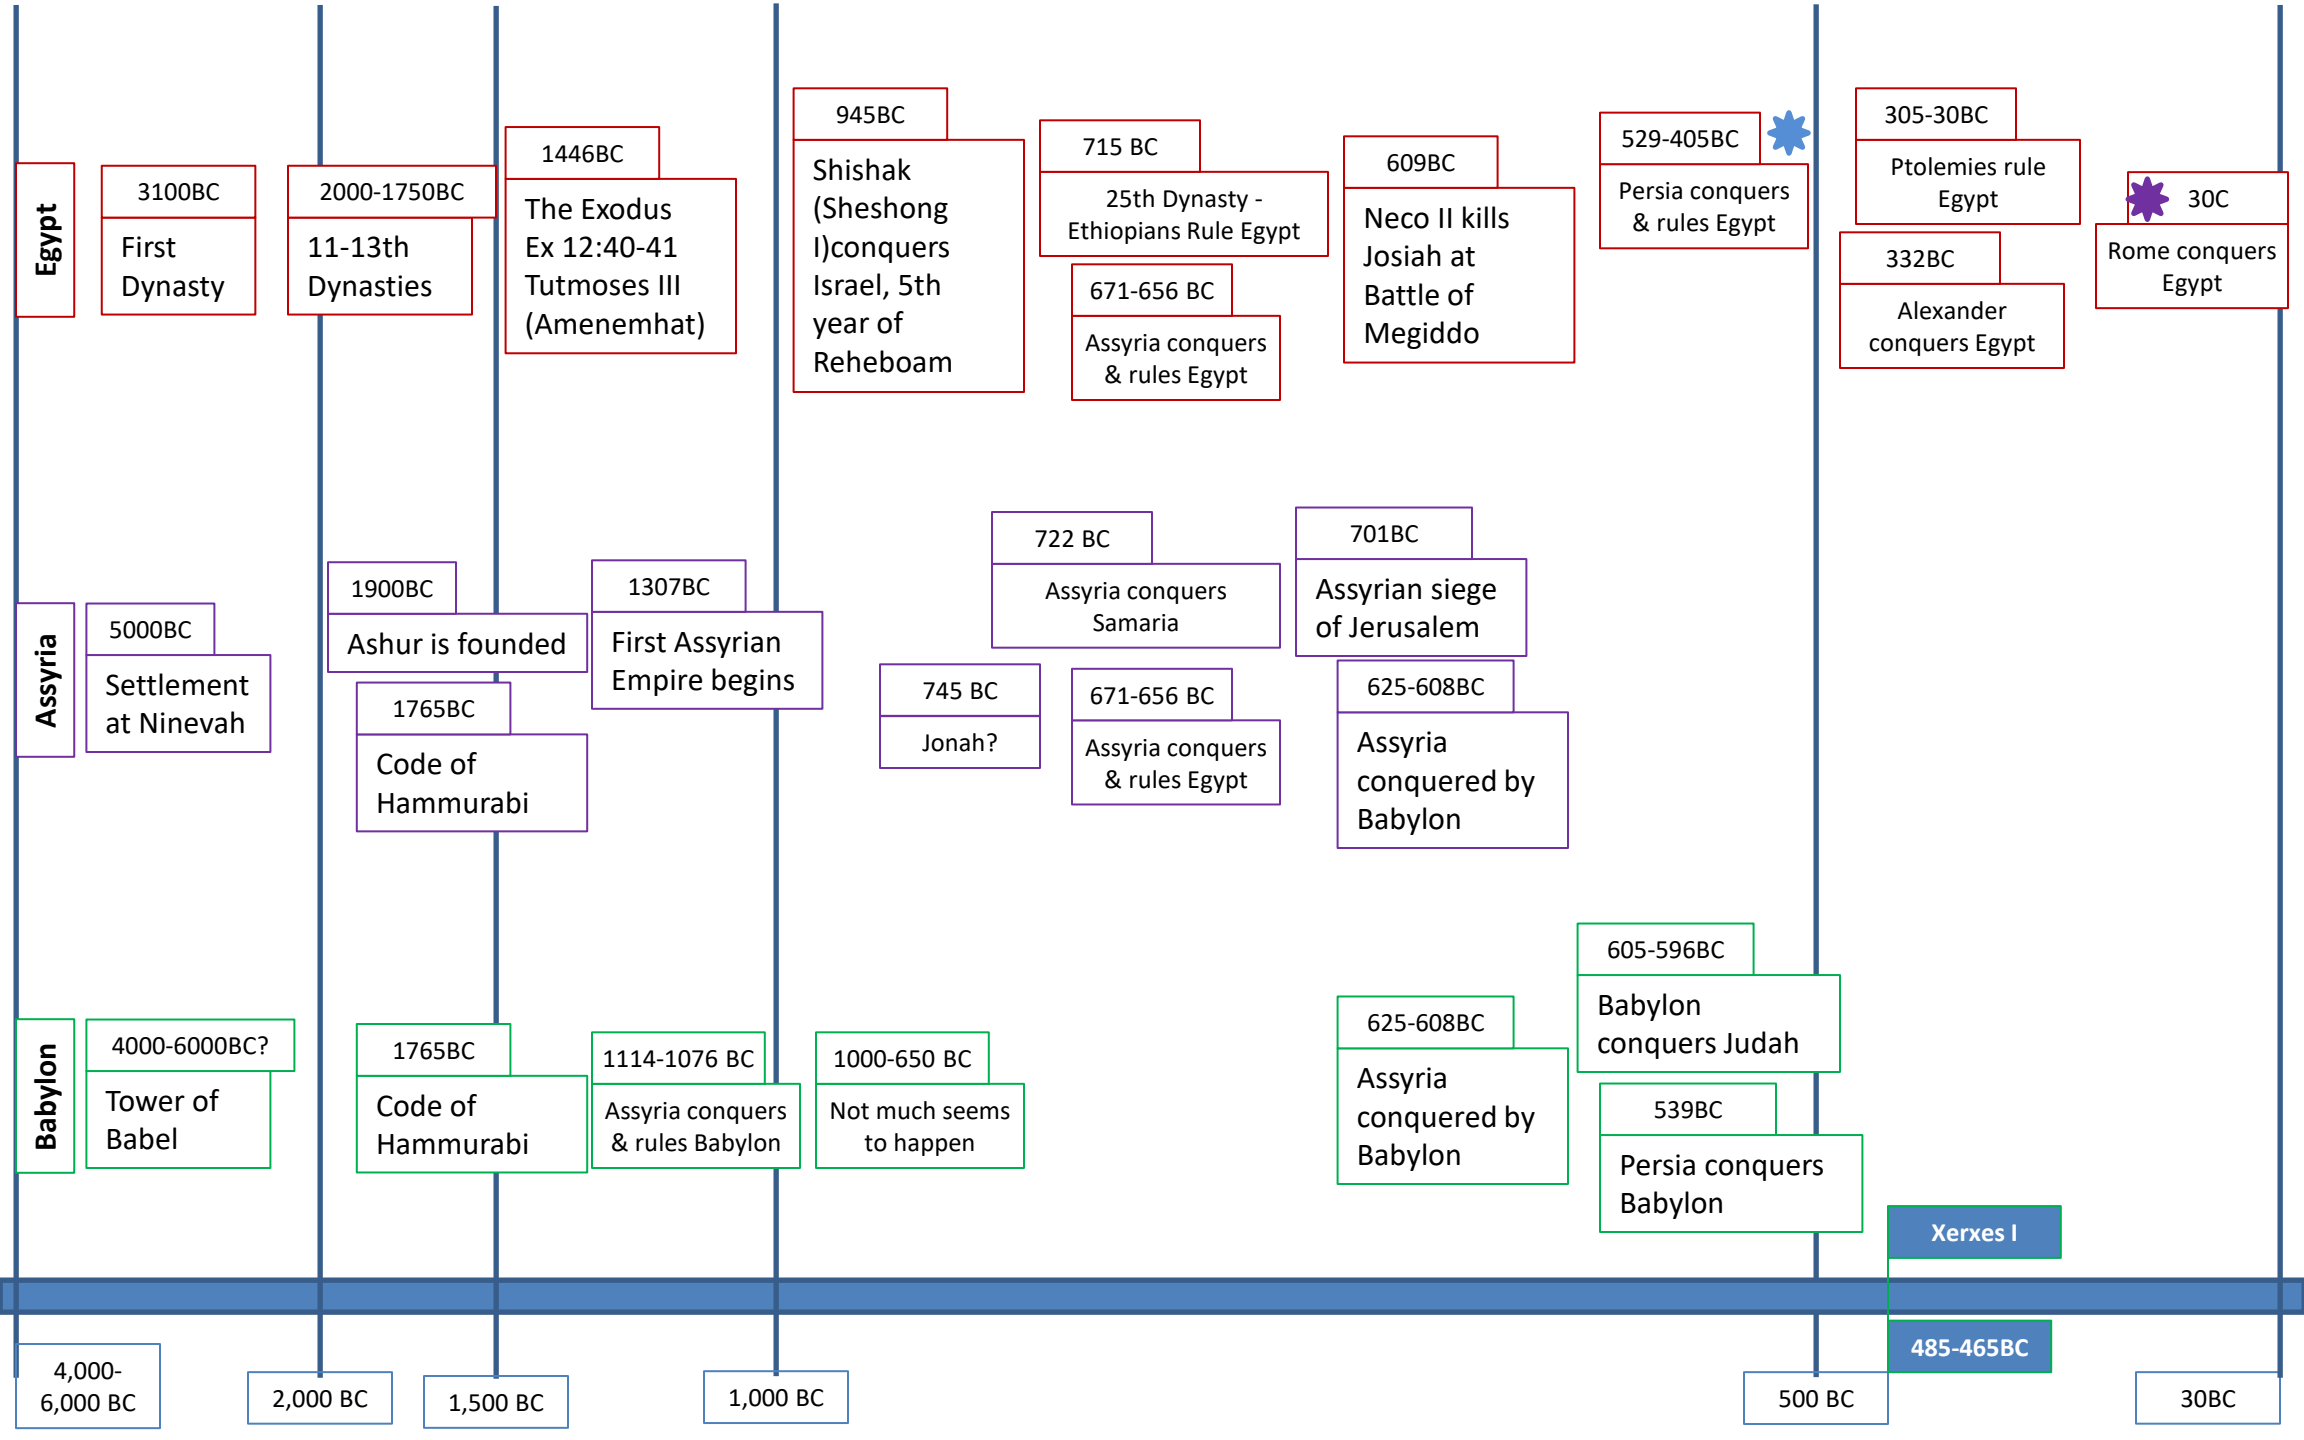 Egypt
3100BC
First
Dynasty
2000-1750BC
11-13th
Dynasties
1446BC
The Exodus
Ex 12:40-41
Tutmoses III
(Amenemhat)
945BC
Shishak
(Sheshong
I)conquers
Israel, 5th
year of
Reheboam
715 BC
25th Dynasty -
Ethiopians Rule Egypt
671-656 BC
Assyria conquers
& rules Egypt
609BC
Neco II kills
Josiah at
Battle of
Megiddo
529-405BC
Persia conquers
& rules Egypt
305-30BC
Ptolemies rule
Egypt
332BC
Alexander
conquers Egypt
30C
Rome conquers
Egypt
Assyria
5000BC
Settlement
at Ninevah
1900BC
Ashur is founded
1765BC
Code of
Hammurabi
1307BC
First Assyrian
Empire begins
745 BC
Jonah?
722 BC
Assyria conquers
Samaria
671-656 BC
Assyria conquers
& rules Egypt
701BC
Assyrian siege
of Jerusalem
625-608BC
Assyria
conquered by
Babylon
Babylon
4000-6000BC?
Tower of
Babel
1765BC
Code of
Hammurabi
1114-1076 BC
Assyria conquers
& rules Babylon
1000-650 BC
Not much seems
to happen
625-608BC
Assyria
conquered by
Babylon
605-596BC
Babylon
conquers Judah
539BC
Persia conquers
Babylon
Xerxes I
485-465BC
4,000-
6,000 BC
2,000 BC
1,500 BC
1,000 BC
500 BC
30BC